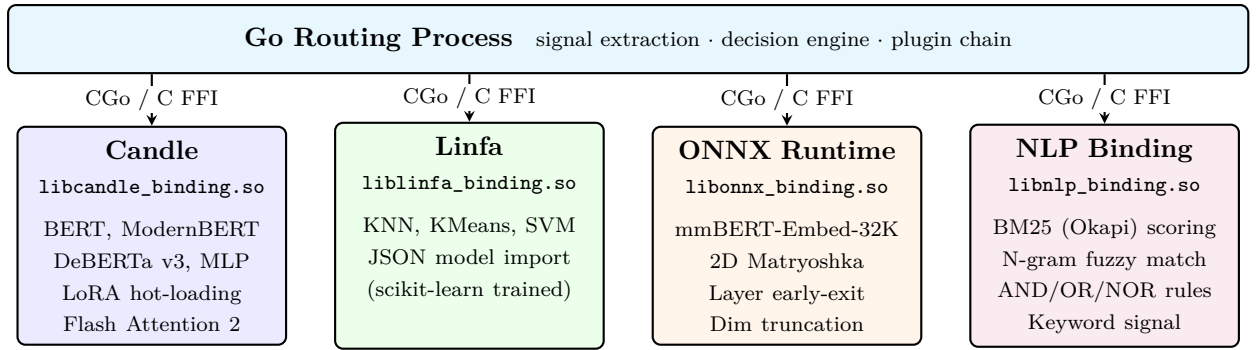 Go Routing Process signal extraction · decision engine · plugin chain
CGo / C FFI
CGo / C FFI
CGo / C FFI
CGo / C FFI
Candle
libcandle_binding.so
BERT, ModernBERT
DeBERTa v3, MLP
LoRA hot-loading
Flash Attention 2
Linfa
liblinfa_binding.so
KNN, KMeans, SVM
JSON model import
(scikit-learn trained)
ONNX Runtime
libonnx_binding.so
mmBERT-Embed-32K
2D Matryoshka
Layer early-exit
Dim truncation
NLP Binding
libnlp_binding.so
BM25 (Okapi) scoring
N-gram fuzzy match
AND/OR/NOR rules
Keyword signal